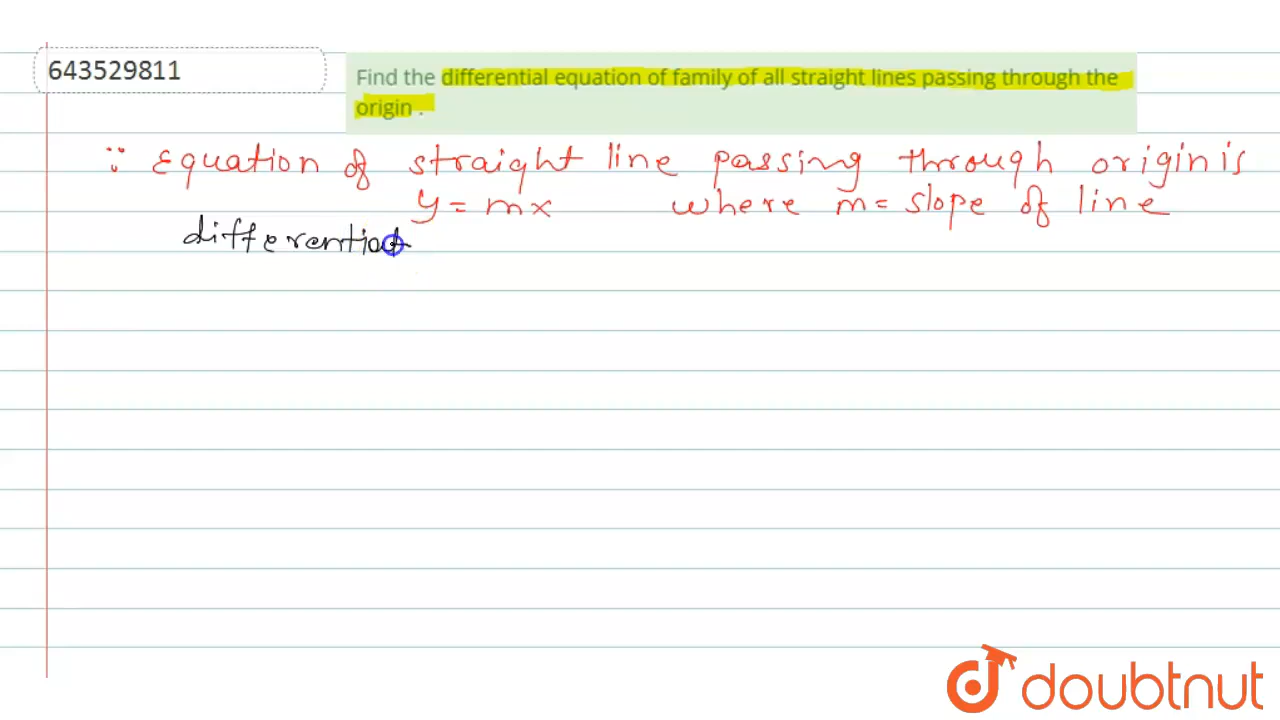 643529811
Find the differential equation of family of all straight lines passing through the
origin .
∵ Equation of straight line passing through origin is
y = mx where m = slope of line
differentiat
doubtnut